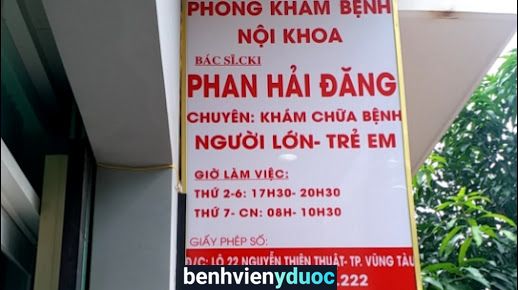 PHÒNG KHÁM BỆNH
NỘI KHOA
BÁC SĨ.CKI
PHAN HẢI ĐĂNG
CHUYÊN: KHÁM CHỮA BỆNH
NGƯỜI LỚN- TRẺ EM
GIỜ LÀM VIỆC:
THỨ 2-6: 17H30- 20H30
THỨ 7- CN: 08H- 10H30
GIẤY PHÉP SỐ:
Đ/C: LÔ 22 NGUYỄN THIỆN THUẬT- TP. VŨNG TÀU
benhvienyduoc
.222